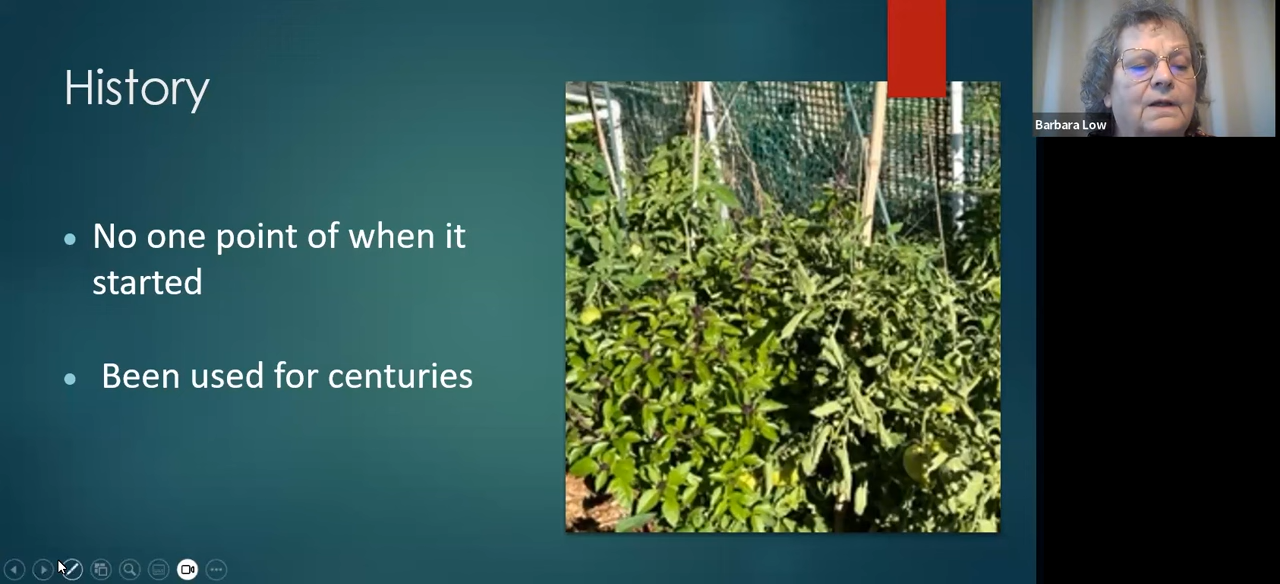 History
No one point of when it
started
Been used for centuries
Barbara Low